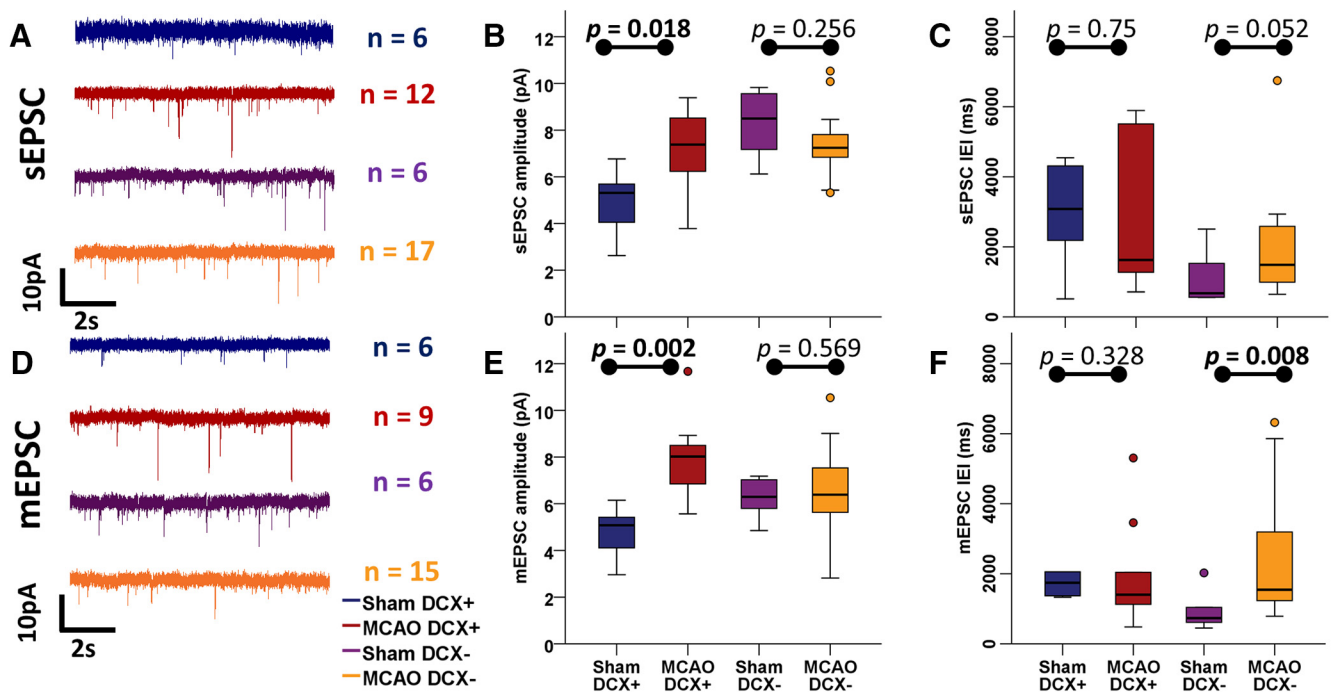 A
sEPSC
n = 6
n = 12
n = 6
n = 17
10pA
2s
B
p = 0.018
p = 0.256
sEPSC amplitude (pA)
12
10
8
6
4
2
0
C
p = 0.75
p = 0.052
sEPSC IEI (ms)
8000
6000
4000
2000
0
D
mEPSC
n = 6
n = 9
n = 6
n = 15
10pA
2s
Sham DCX+
MCAO DCX+
Sham DCX-
MCAO DCX-
E
p = 0.002
p = 0.569
mEPSC amplitude (pA)
12
10
8
6
4
2
0
Sham MCAO Sham MCAO
DCX+ DCX+ DCX- DCX-
F
p = 0.328
p = 0.008
mEPSC IEI (ms)
8000
6000
4000
2000
0
Sham MCAO Sham MCAO
DCX+ DCX+ DCX- DCX-